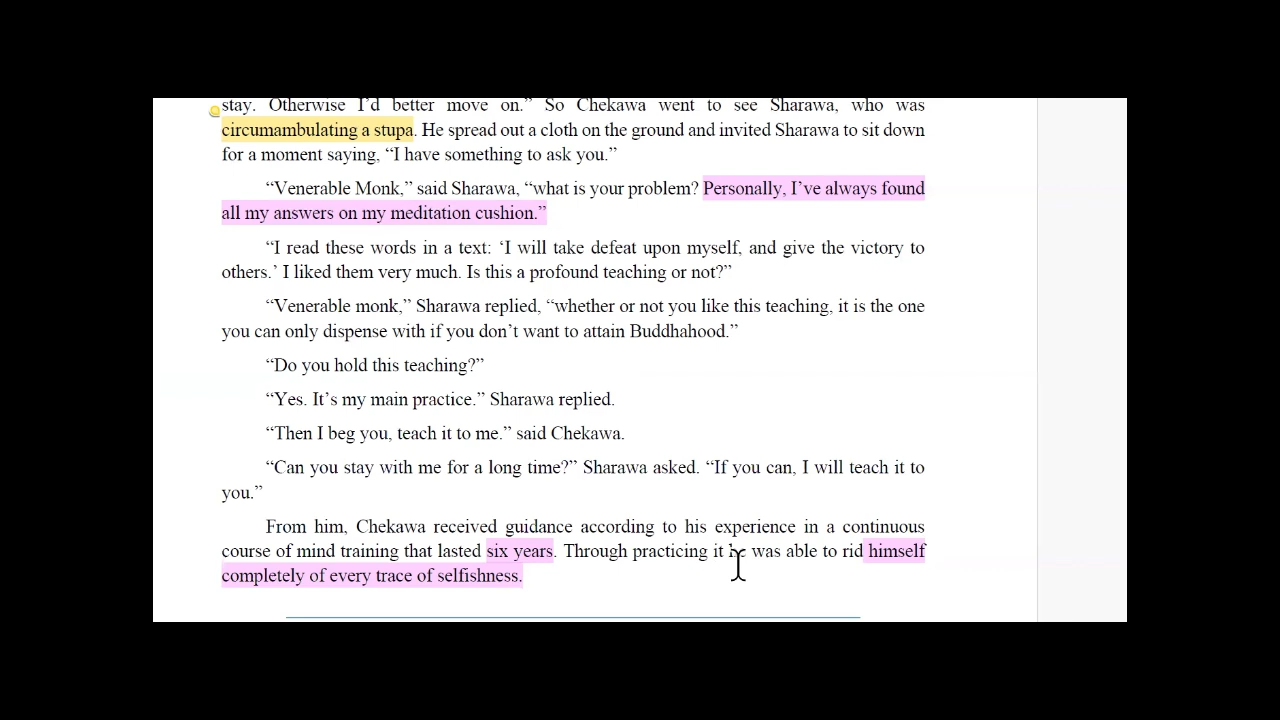 stay. Otherwise I’d better move on.” So Chekawa went to see Sharawa, who was
circumambulating a stupa. He spread out a cloth on the ground and invited Sharawa to sit down
for a moment saying, “I have something to ask you.”
“Venerable Monk,” said Sharawa, “what is your problem? Personally, I’ve always found
all my answers on my meditation cushion.”
“I read these words in a text: ‘I will take defeat upon myself, and give the victory to
others.’ I liked them very much. Is this a profound teaching or not?”
“Venerable monk,” Sharawa replied, “whether or not you like this teaching, it is the one
you can only dispense with if you don’t want to attain Buddhahood.”
“Do you hold this teaching?”
“Yes. It’s my main practice.” Sharawa replied.
“Then I beg you, teach it to me.” said Chekawa.
“Can you stay with me for a long time?” Sharawa asked. “If you can, I will teach it to
you.”
From him, Chekawa received guidance according to his experience in a continuous
course of mind training that lasted six years. Through practicing it was able to rid himself
completely of every trace of selfishness.